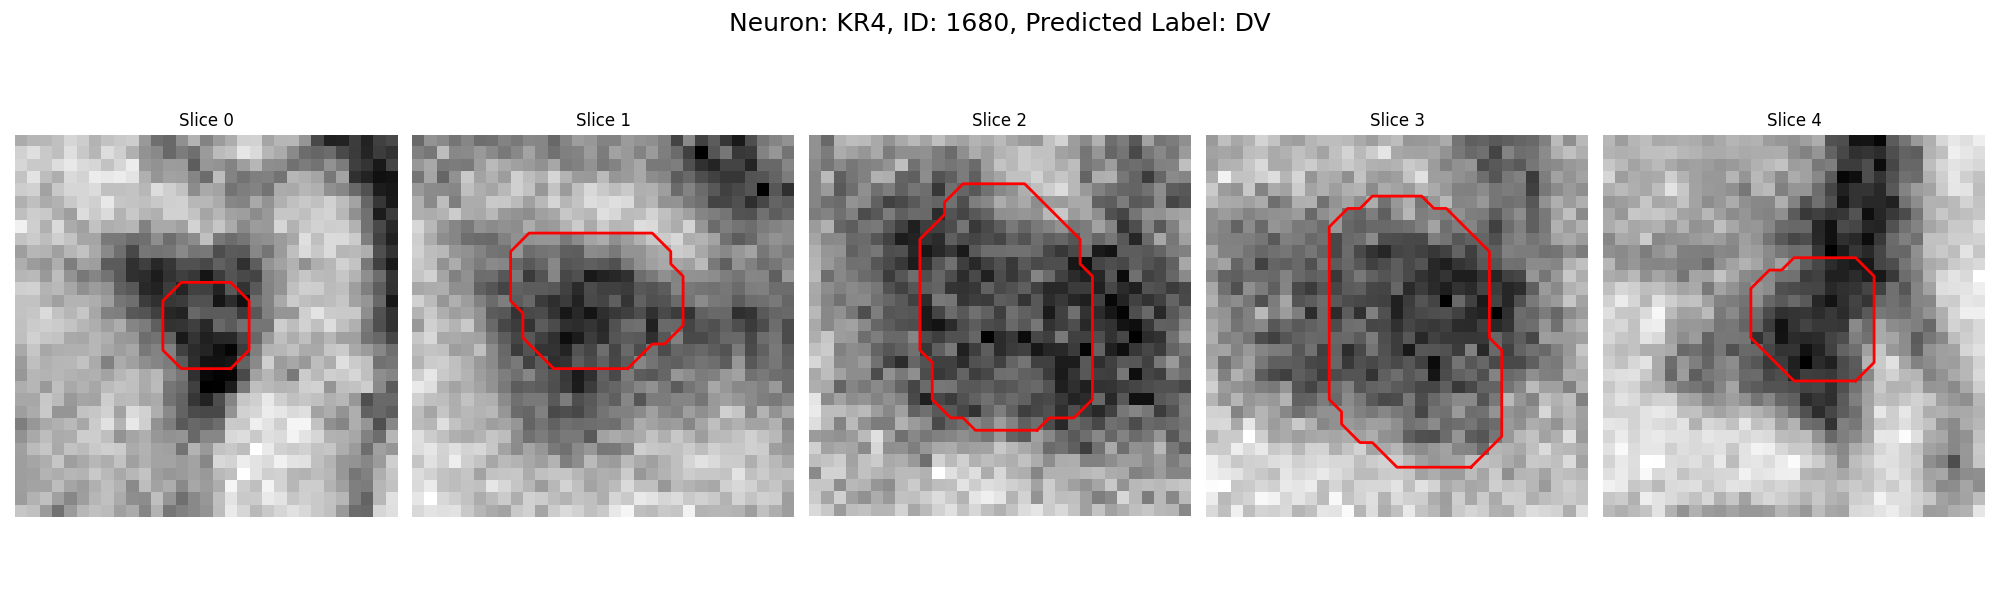 Neuron: KR4, ID: 1680, Predicted Label: DV
Slice 0
Slice 1
Slice 2
Slice 3
Slice 4